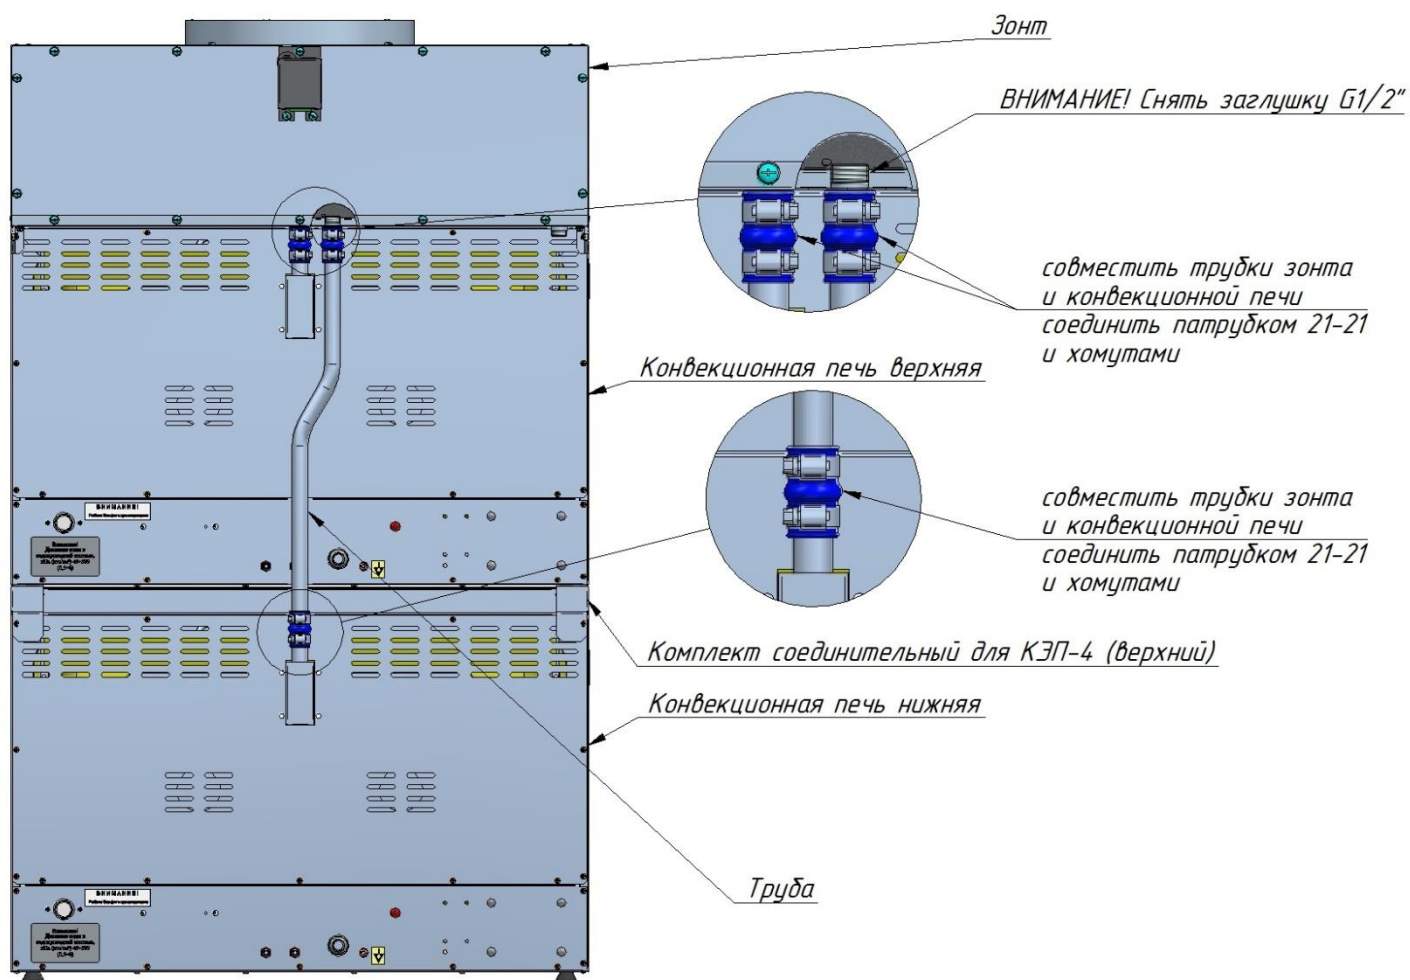 Зонт
ВНИМАНИЕ! Снять заглушку G1/2"
совместить трубки зонта
и конвекционной печи
соединить патрубком 21-21
и хомутами
Конвекционная печь верхняя
совместить трубки зонта
и конвекционной печи
соединить патрубком 21-21
и хомутами
ВНИМАНИЕ!
Комплект соединительный для КЭП-4 (верхний)
Конвекционная печь нижняя
Труба
ВНИМАНИЕ!